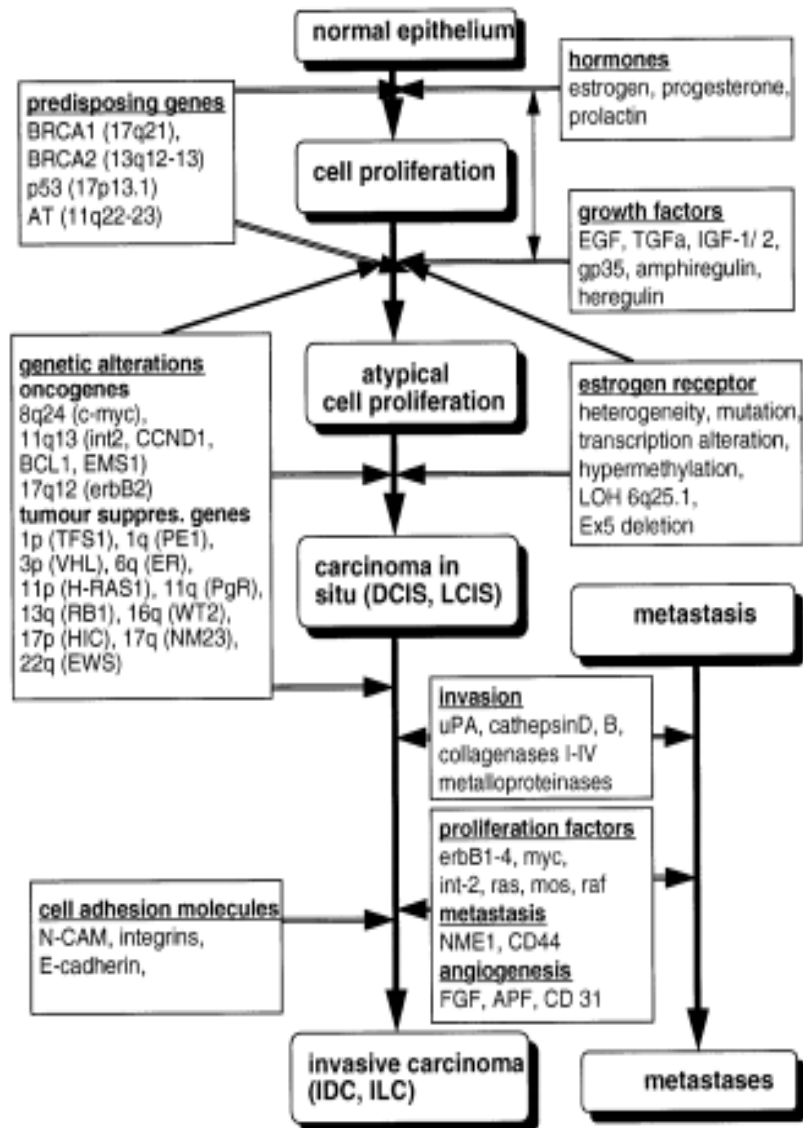 normal epithelium
hormones
estrogen, progesterone,
prolactin
predisposing genes
BRCA1 (17q21),
BRCA2 (13q12-13)
p53 (17p13.1)
AT (11q22-23)
cell proliferation
growth factors
EGF, TGFa, IGF-1/ 2,
gp35, amphiregulin,
heregulin
genetic alterations
oncogenes
8q24 (c-myc),
11q13 (int2, CCND1,
BCL1, EMS1)
17q12 (erbB2)
tumour suppres. genes
1p (TFS1), 1q (PE1),
3p (VHL), 6q (ER),
11p (H-RAS1), 11q (PgR),
13q (RB1), 16q (WT2),
17p (HIC), 17q (NM23),
22q (EWS)
atypical
cell proliferation
estrogen receptor
heterogeneity, mutation,
transcription alteration,
hypermethylation,
LOH 6q25.1,
Ex5 deletion
carcinoma in
situ (DCIS, LCIS)
metastasis
invasion
uPA, cathepsinD, B,
collagenases I-IV
metalloproteinases
proliferation factors
erbB1-4, myc,
int-2, ras, mos, raf
metastasis
NME1, CD44
angiogenesis
FGF, APF, CD 31
cell adhesion molecules
N-CAM, integrins,
E-cadherin,
invasive carcinoma
(IDC, ILC)
metastases